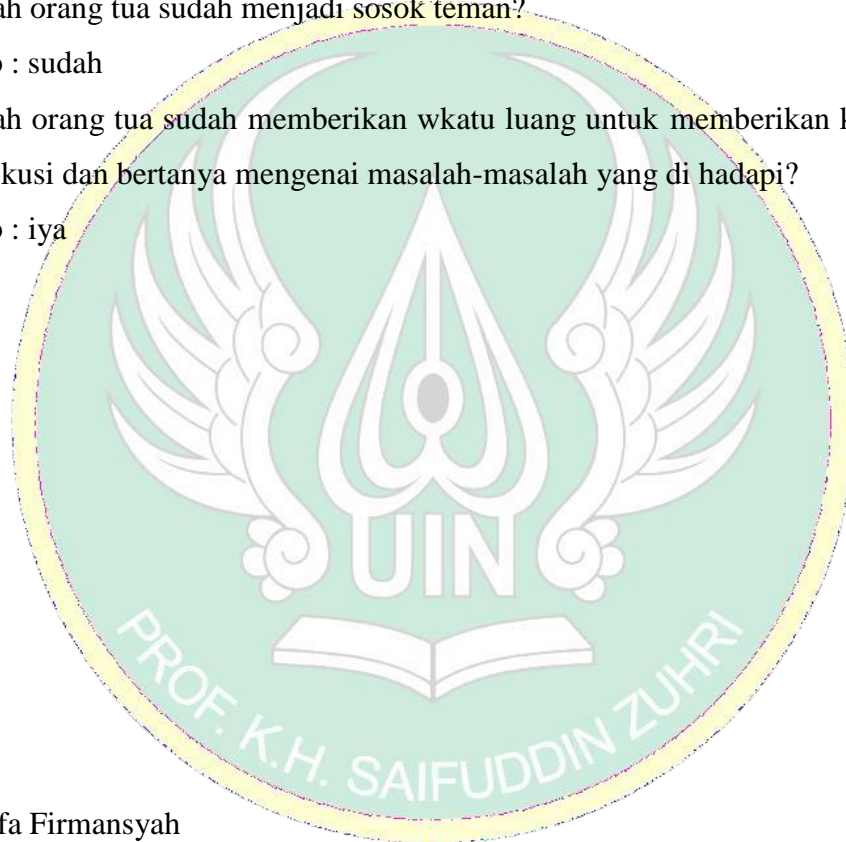 ah orang tua sudah menjadi sosok teman?
: sudah
ah orang tua sudah memberikan wkatu luang untuk memberikan k
kusi dan bertanya mengenai masalah-masalah yang di hadapi?
: iya
UIN
PROF. K.H. SAIFUDDIN ZUHRI
fa Firmansyah